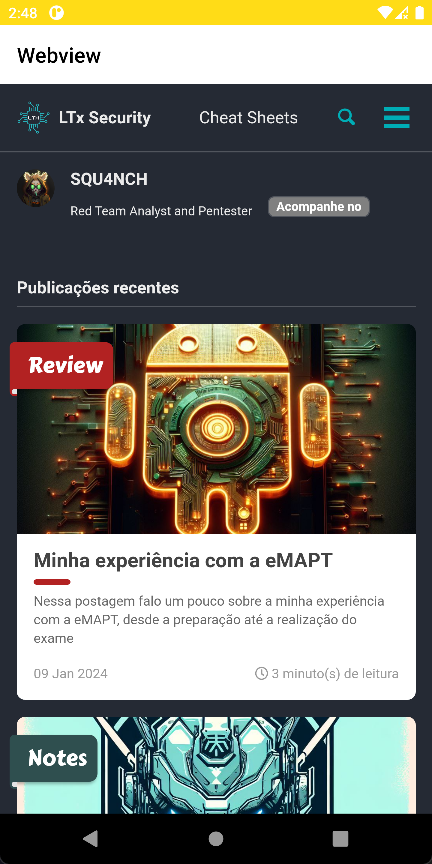 2:48
Webview
LTx Security
Cheat Sheets
SQU4NCH
Red Team Analyst and Pentester
Acompanhe no
Publicações recentes
Review
Minha experiência com a eMAPT
Nessa postagem falo um pouco sobre a minha experiência
com a eMAPT, desde a preparação até a realização do
exame
09 Jan 2024
3 minuto(s) de leitura
Notes